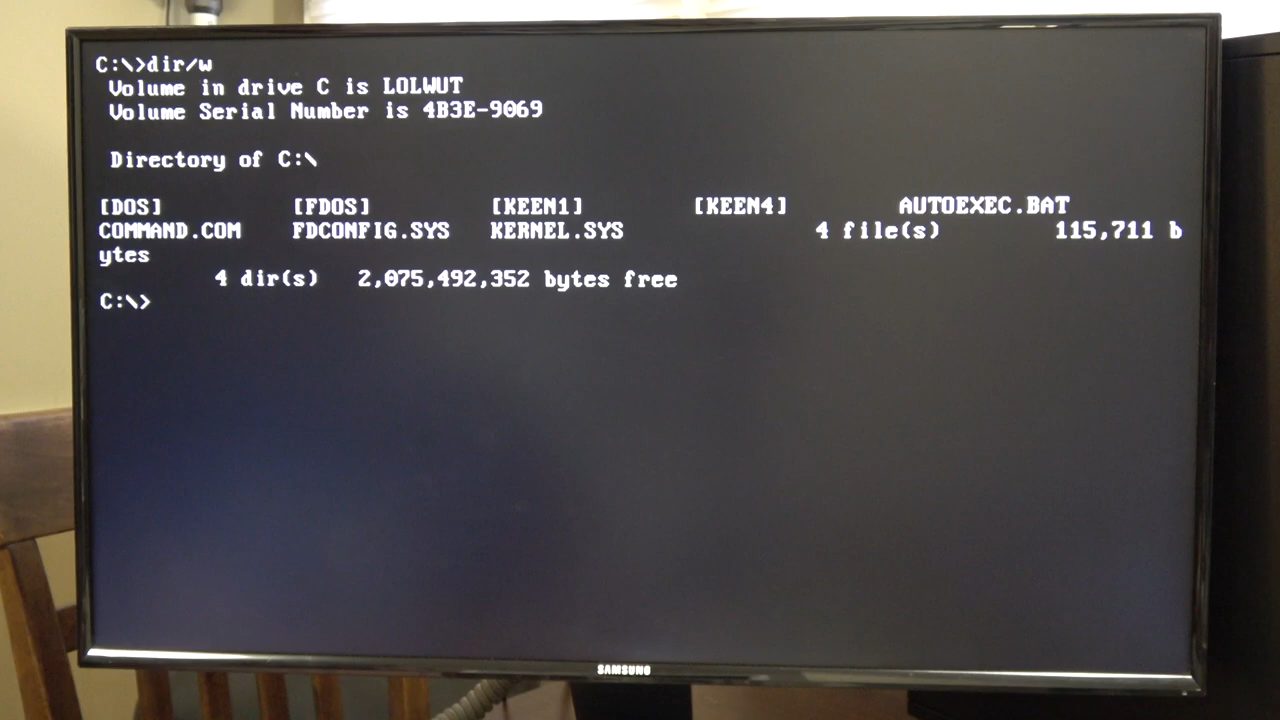 C:\>dir/w
Volume in drive C is LOLWUT
Volume Serial Number is 4B3E-9069
Directory of C:\
[DOS] [FDOS] [KEEN1] [KEEN4] AUTOEXEC.BAT
COMMAND.COM FDCONFIG.SYS KERNEL.SYS 4 file(s) 115,711 b
ytes
4 dir(s) 2,075,492,352 bytes free
C:\>
SAMSUNG